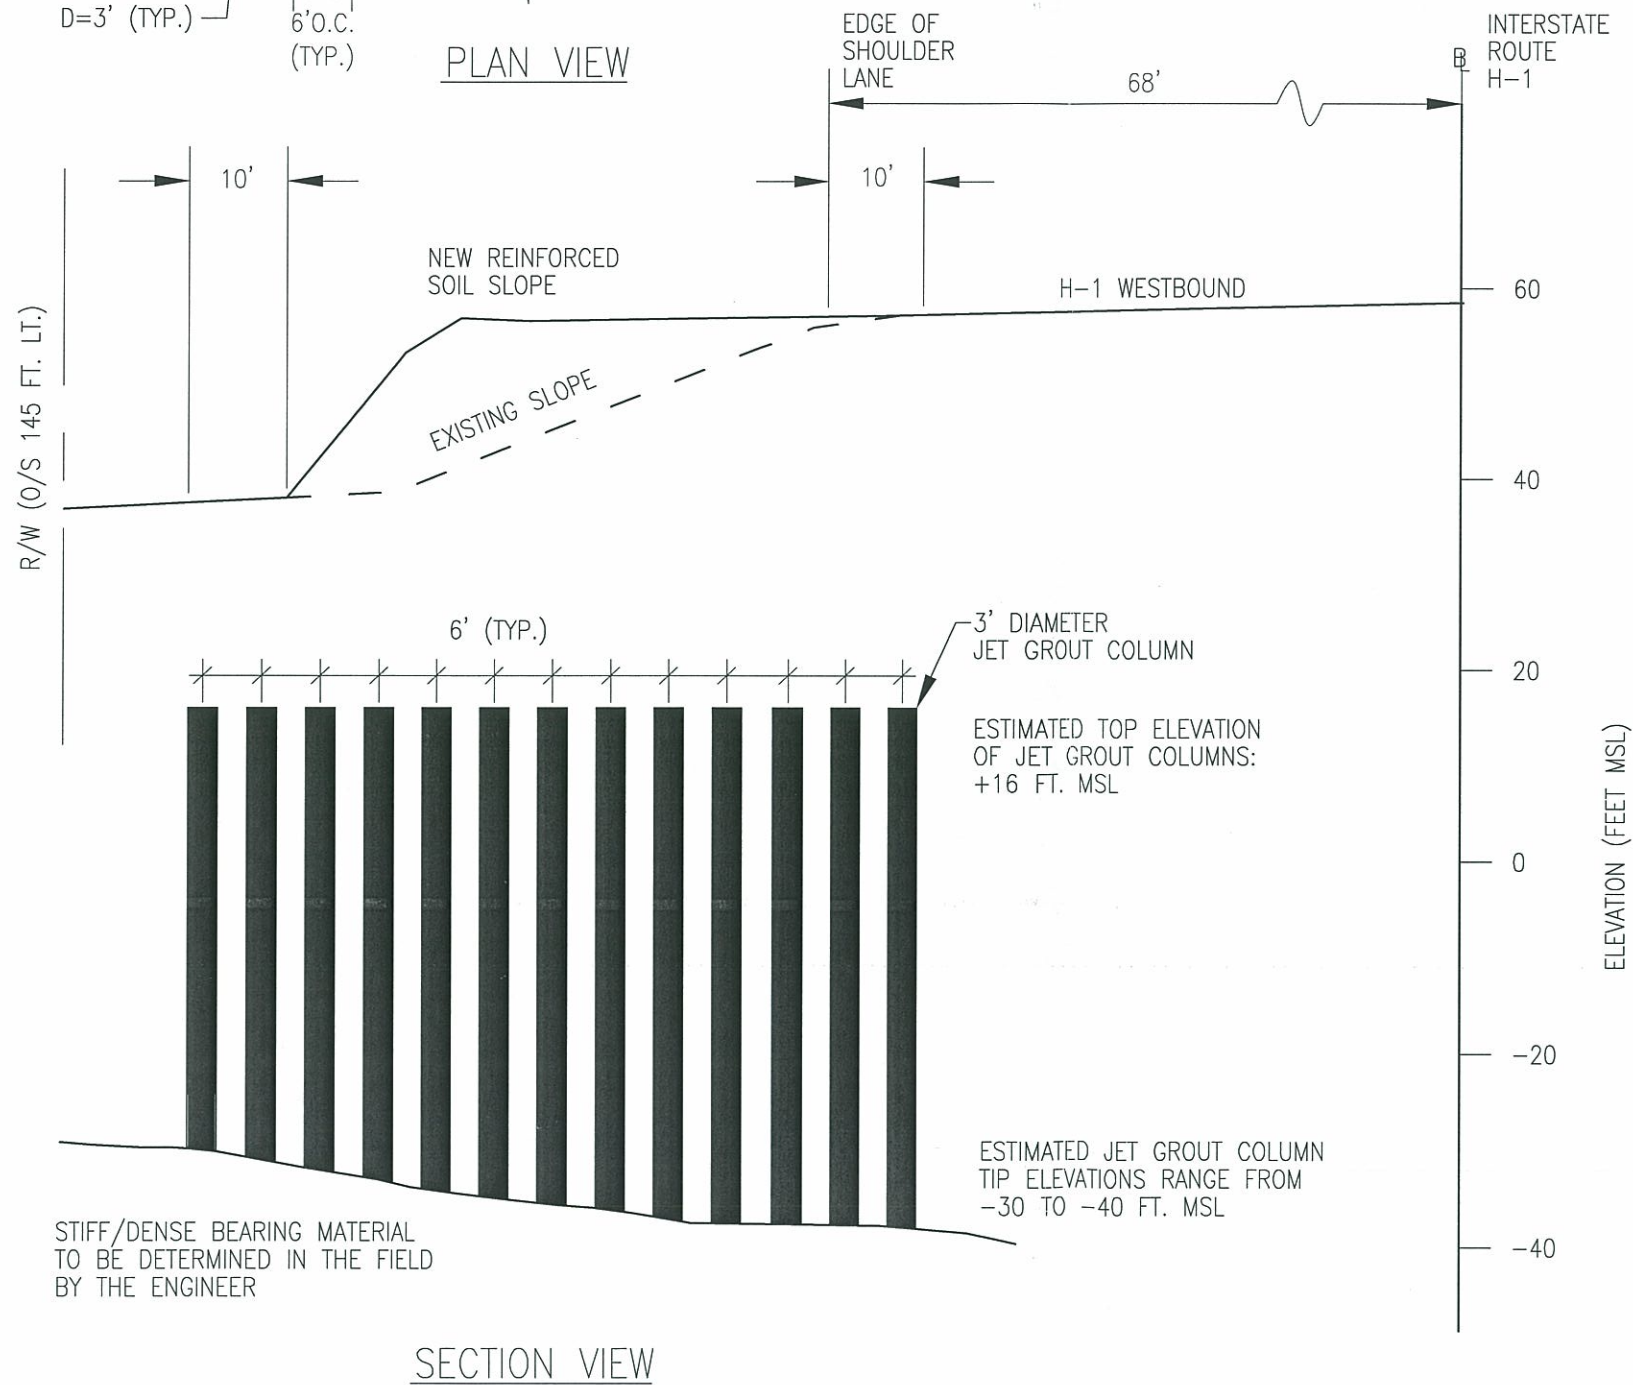 D=3' (TYP.)
6'O.C.
(TYP.)
PLAN VIEW
EDGE OF
SHOULDER
LANE
68'
B
L
INTERSTATE
ROUTE
H-1
10'
10'
NEW REINFORCED
SOIL SLOPE
H-1 WESTBOUND
60
R/W (O/S 145 FT. LT.)
EXISTING SLOPE
40
6' (TYP.)
3' DIAMETER
JET GROUT COLUMN
20
ESTIMATED TOP ELEVATION
OF JET GROUT COLUMNS:
+16 FT. MSL
0
ELEVATION (FEET MSL)
-20
ESTIMATED JET GROUT COLUMN
TIP ELEVATIONS RANGE FROM
-30 TO -40 FT. MSL
STIFF/DENSE BEARING MATERIAL
TO BE DETERMINED IN THE FIELD
BY THE ENGINEER
-40
SECTION VIEW